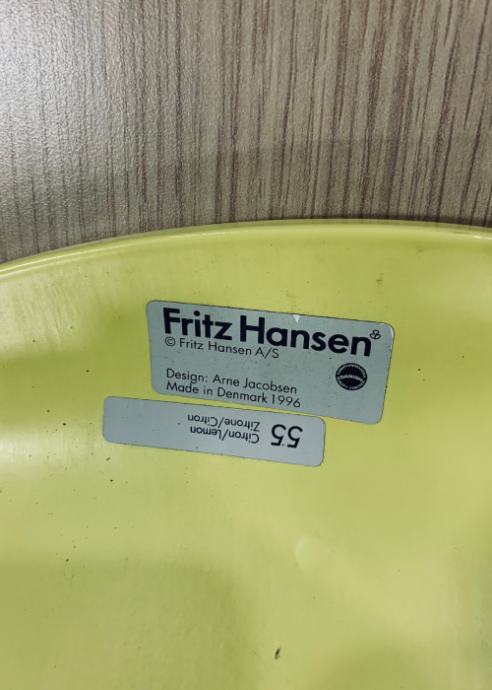 Fritz Hansen
© Fritz Hansen A/S
Design: Arne Jacobsen
Made in Denmark 1996
55
Citron/Lemon
Zitrone/Citron